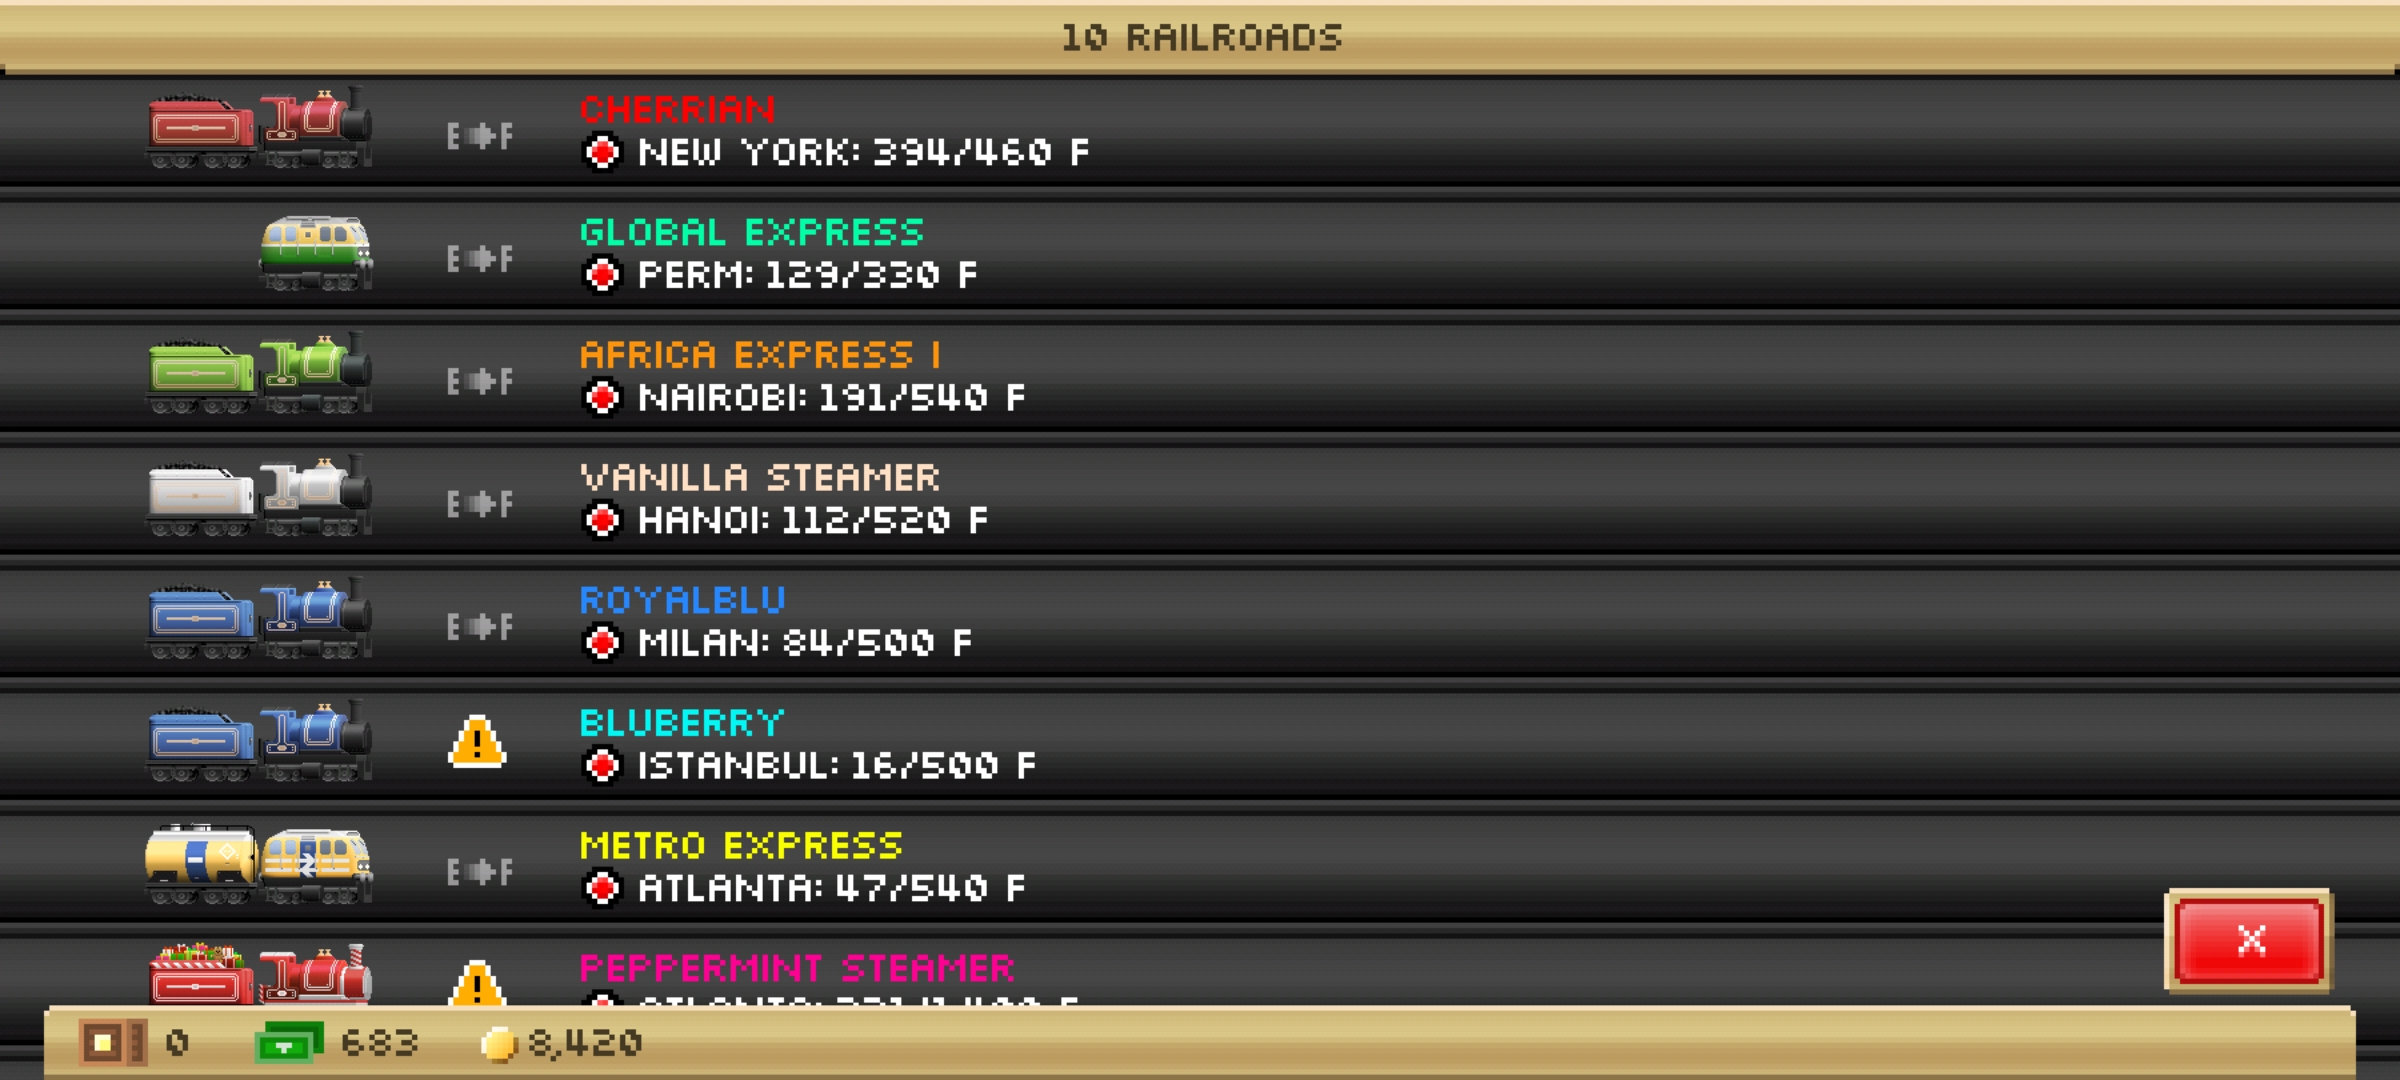 10 RAILROADS
CHERRIAN
E F
NEW YORK: 394/460 F
GLOBAL EXPRESS
E F
PERM: 129/330 F
AFRICA EXPRESS I
E F
NAIROBI: 191/540 F
VANILLA STEAMER
E F
HANOI: 112/520 F
ROYALBLU
E F
MILAN: 84/500 F
BLUBERRY
!
ISTANBUL: 16/500 F
METRO EXPRESS
E F
ATLANTA: 47/540 F
X
PEPPERMINT STEAMER
!
ATLANTA:
0 683 8,420